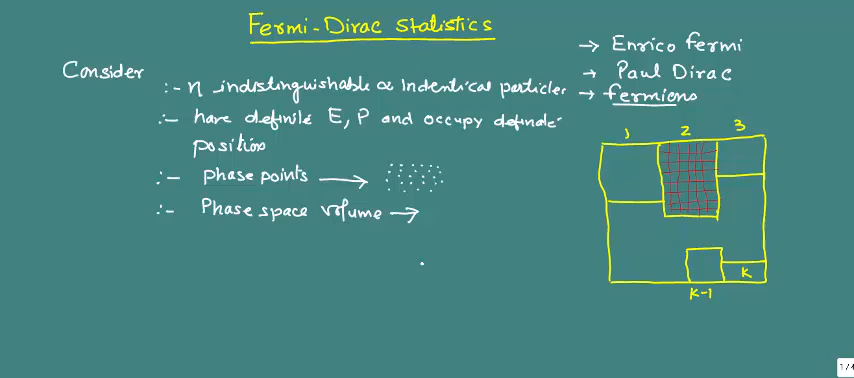 Fermi-Dirac Statistics
→ Enrico fermi
→ Paul Dirac
→ fermions
Consider
:- n indistinguishable or Indentical particles
:- have definite E, P and occupy definate
position
:- phase points →
:- Phase space volume →
1 2 3
K
K-1